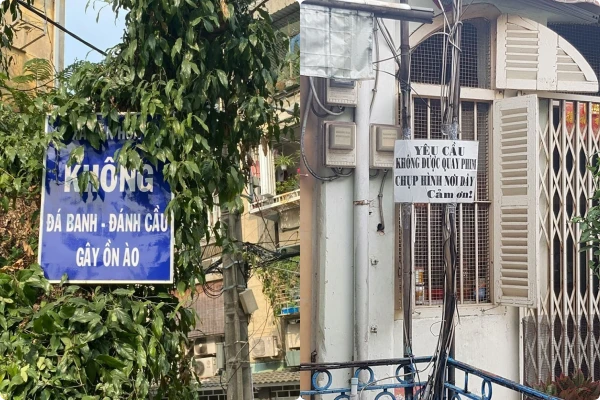 KHÔNG
ĐÁ BANH - ĐÁNH CẦU
GÂY ỒN ÀO
YÊU CẦU
KHÔNG ĐƯỢC QUAY PHIM
CHỤP HÌNH NƠI ĐÂY
Cảm ơn!